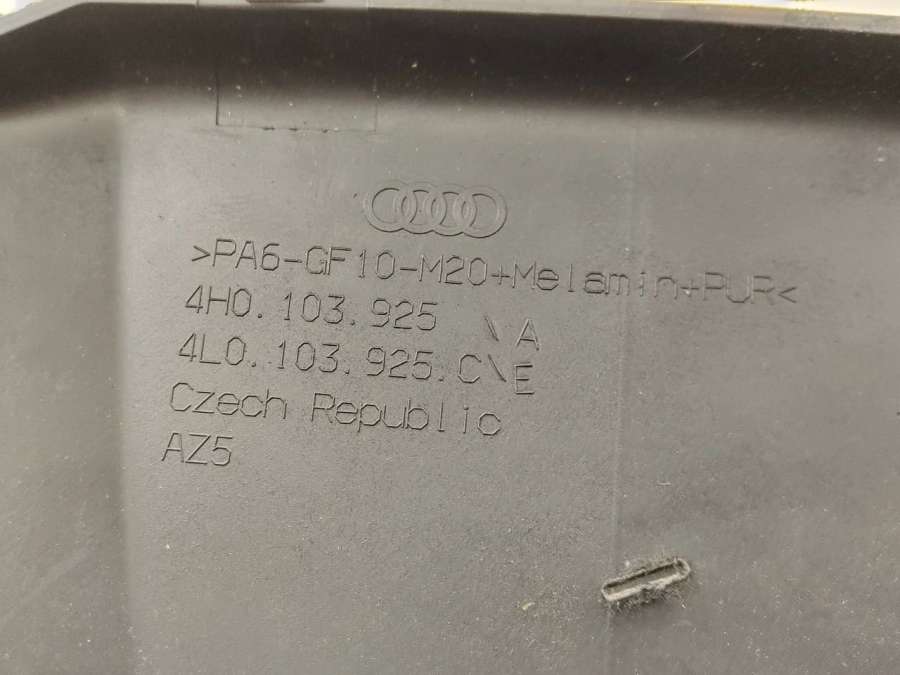 >PA6-GF10-M20+Melamin+PUR<
4H0.103.925 \ A
4L0.103.925.C\E
Czech Republic
AZ5